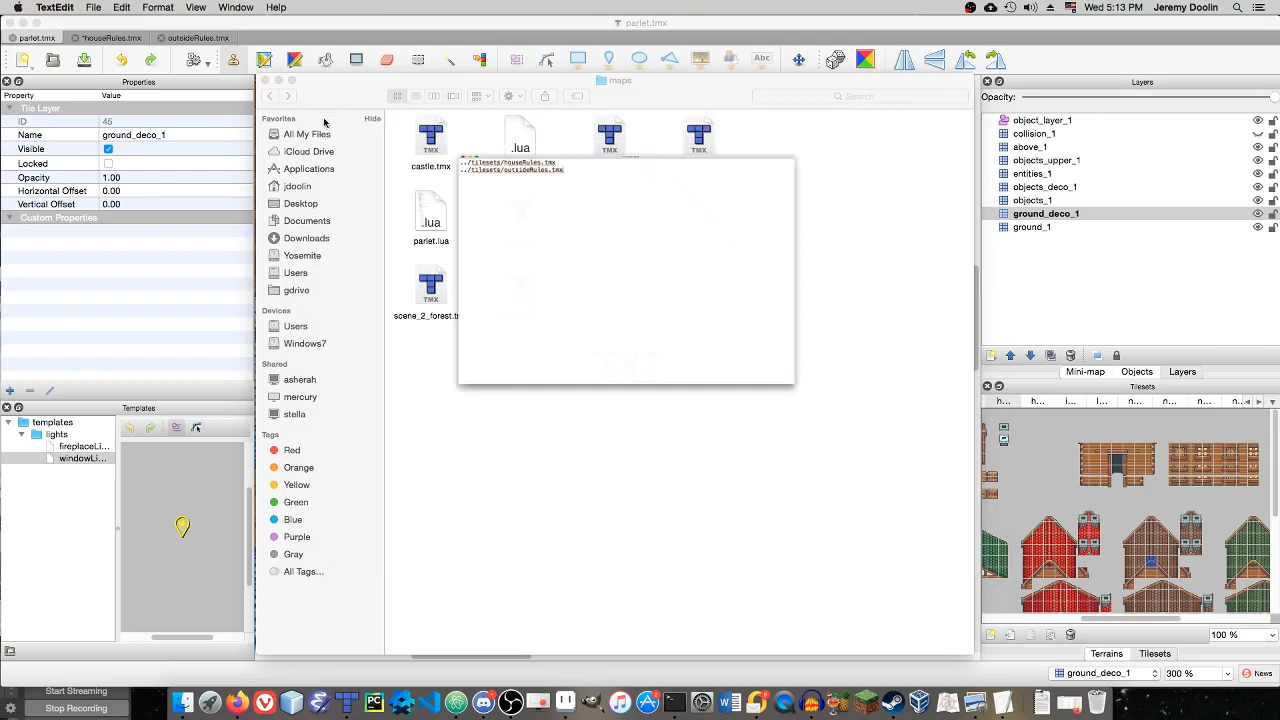 TextEdit File Edit Format View Window Help
Wed 5:13 PM Jeremy Doolin
parlet.tmx
parlet.tmx *houseRules.tmx outsideRules.tmx
Abc
Properties
Property Value
Tile Layer
ID 45
Name ground_deco_1
Visible
Locked
Opacity 1.00
Horizontal Offset 0.00
Vertical Offset 0.00
Custom Properties
Templates
templates
lights
fireplaceLi...
windowLi...
Start Streaming
Stop Recording
maps
Search
Favorites Hide
All My Files
iCloud Drive
Applications
jdoolin
Desktop
Documents
Downloads
Yosemite
Users
gdrive
Devices
Users
Windows7
Shared
asherah
mercury
stella
Tags
Red
Orange
Yellow
Green
Blue
Purple
Gray
All Tags...
TMX .lua TMX TMX
castle.tmx
.lua
parlet.lua
TMX
scene_2_forest.t
../tilesets/houseRules.tmx
../tilesets/outsideRules.tmx
Layers
Opacity:
object_layer_1
collision_1
above_1
objects_upper_1
entities_1
objects_deco_1
objects_1
ground_deco_1
ground_1
Mini-map Objects Layers
Tilesets
h... h... i... l... n... n... n...
100 %
Terrains Tilesets
ground_deco_1 300 % News